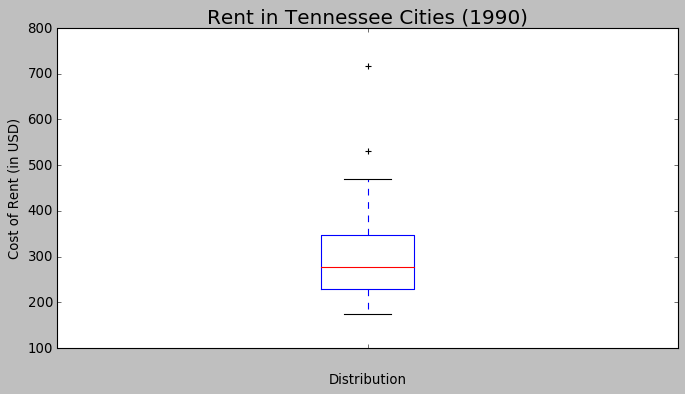 Rent in Tennessee Cities (1990)
800
700
600
500
400
300
200
100
Cost of Rent (in USD)
Distribution